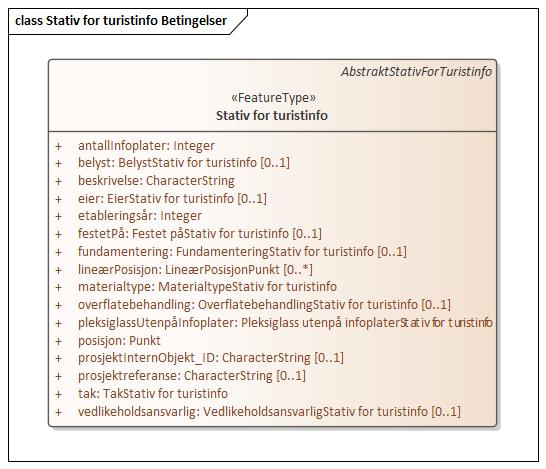 class Stativ for turistinfo Betingelser
AbstraktStativForTuristinfo
«FeatureType»
Stativ for turistinfo
+ antallInfoplater: Integer
+ belyst: BelystStativ for turistinfo [0..1]
+ beskrivelse: CharacterString
+ eier: EierStativ for turistinfo [0..1]
+ etableringsår: Integer
+ festetPå: Festet påStativ for turistinfo [0..1]
+ fundamentering: FundamenteringStativ for turistinfo [0..1]
+ lineærPosisjon: LineærPosisjonPunkt [0..*]
+ materialtype: MaterialtypeStativ for turistinfo
+ overflatebehandling: OverflatebehandlingStativ for turistinfo [0..1]
+ pleksiglassUtenpåInfoplater: Pleksiglass utenpå infoplaterStativ for turistinfo
+ posisjon: Punkt
+ prosjektInternObjekt_ID: CharacterString [0..1]
+ prosjektreferanse: CharacterString [0..1]
+ tak: TakStativ for turistinfo
+ vedlikeholdsansvarlig: VedlikeholdsansvarligStativ for turistinfo [0..1]